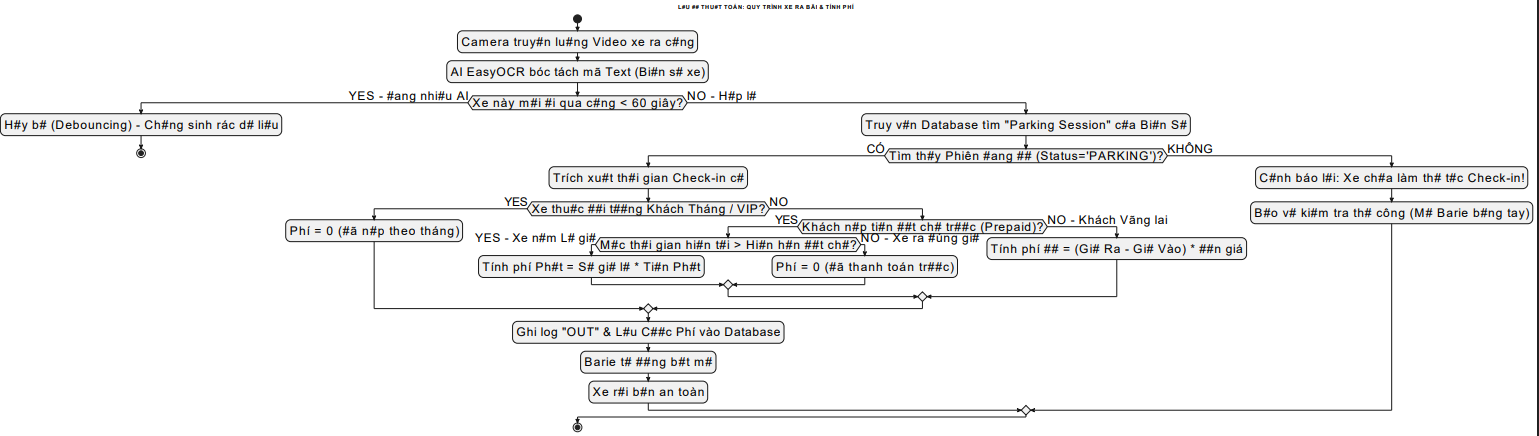 L#U ## THU#T TOÁN: QUY TRÌNH XE RA BÃI & TÍNH PHÍ
Camera truy#n lu#ng Video xe ra c#ng
AI EasyOCR bóc tách mã Text (Bi#n s# xe)
YES - #ang nhi#u AI
Xe này m#i #i qua c#ng < 60 giây?
NO - H#p l#
H#y b# (Debouncing) - Ch#ng sinh rác d# li#u
Truy v#n Database tìm "Parking Session" c#a Bi#n S#
CÓ
Tìm th#y Phiên #ang ## (Status='PARKING')?
KHÔNG
Trích xu#t th#i gian Check-in c#
C#nh báo l#i: Xe ch#a làm th# t#c Check-in!
YES
Xe thu#c ##i t##ng Khách Tháng / VIP?
NO
B#o v# ki#m tra th# công (M# Barie b#ng tay)
Phí = 0 (#ã n#p theo tháng)
YES
Khách n#p ti#n ##t ch# tr##c (Prepaid)?
NO - Khách Vãng lai
YES - Xe n#m L# gi#
M#c th#i gian hi#n t#i > Hi#n h#n ##t ch#?
NO - Xe ra #úng gi#
Tính phí ## = (Gi# Ra - Gi# Vào) * ##n giá
Tính phí Ph#t = S# gi# l# * Ti#n Ph#t
Phí = 0 (#ã thanh toán tr##c)
Ghi log "OUT" & L#u C##c Phí vào Database
Barie t# ##ng b#t m#
Xe r#i b#n an toàn